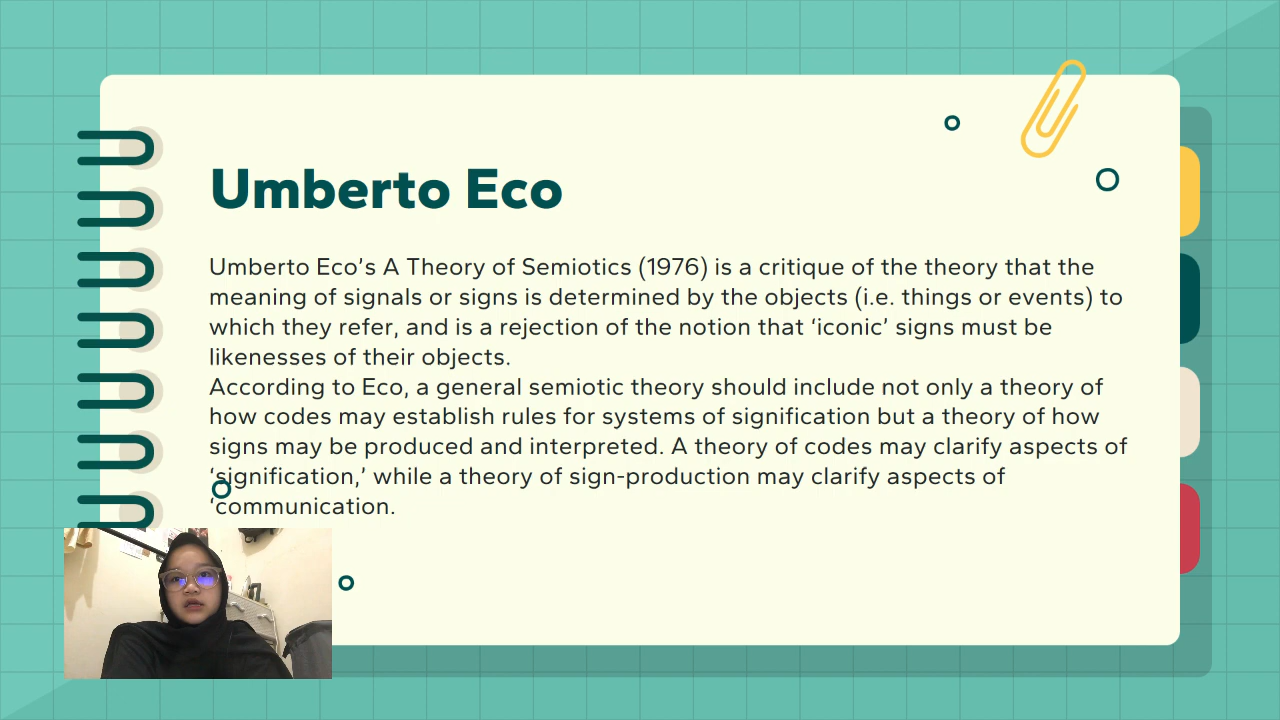 Umberto Eco
Umberto Eco’s A Theory of Semiotics (1976) is a critique of the theory that the
meaning of signals or signs is determined by the objects (i.e. things or events) to
which they refer, and is a rejection of the notion that ‘iconic’ signs must be
likenesses of their objects.
According to Eco, a general semiotic theory should include not only a theory of
how codes may establish rules for systems of signification but a theory of how
signs may be produced and interpreted. A theory of codes may clarify aspects of
‘signification,’ while a theory of sign-production may clarify aspects of
‘communication.